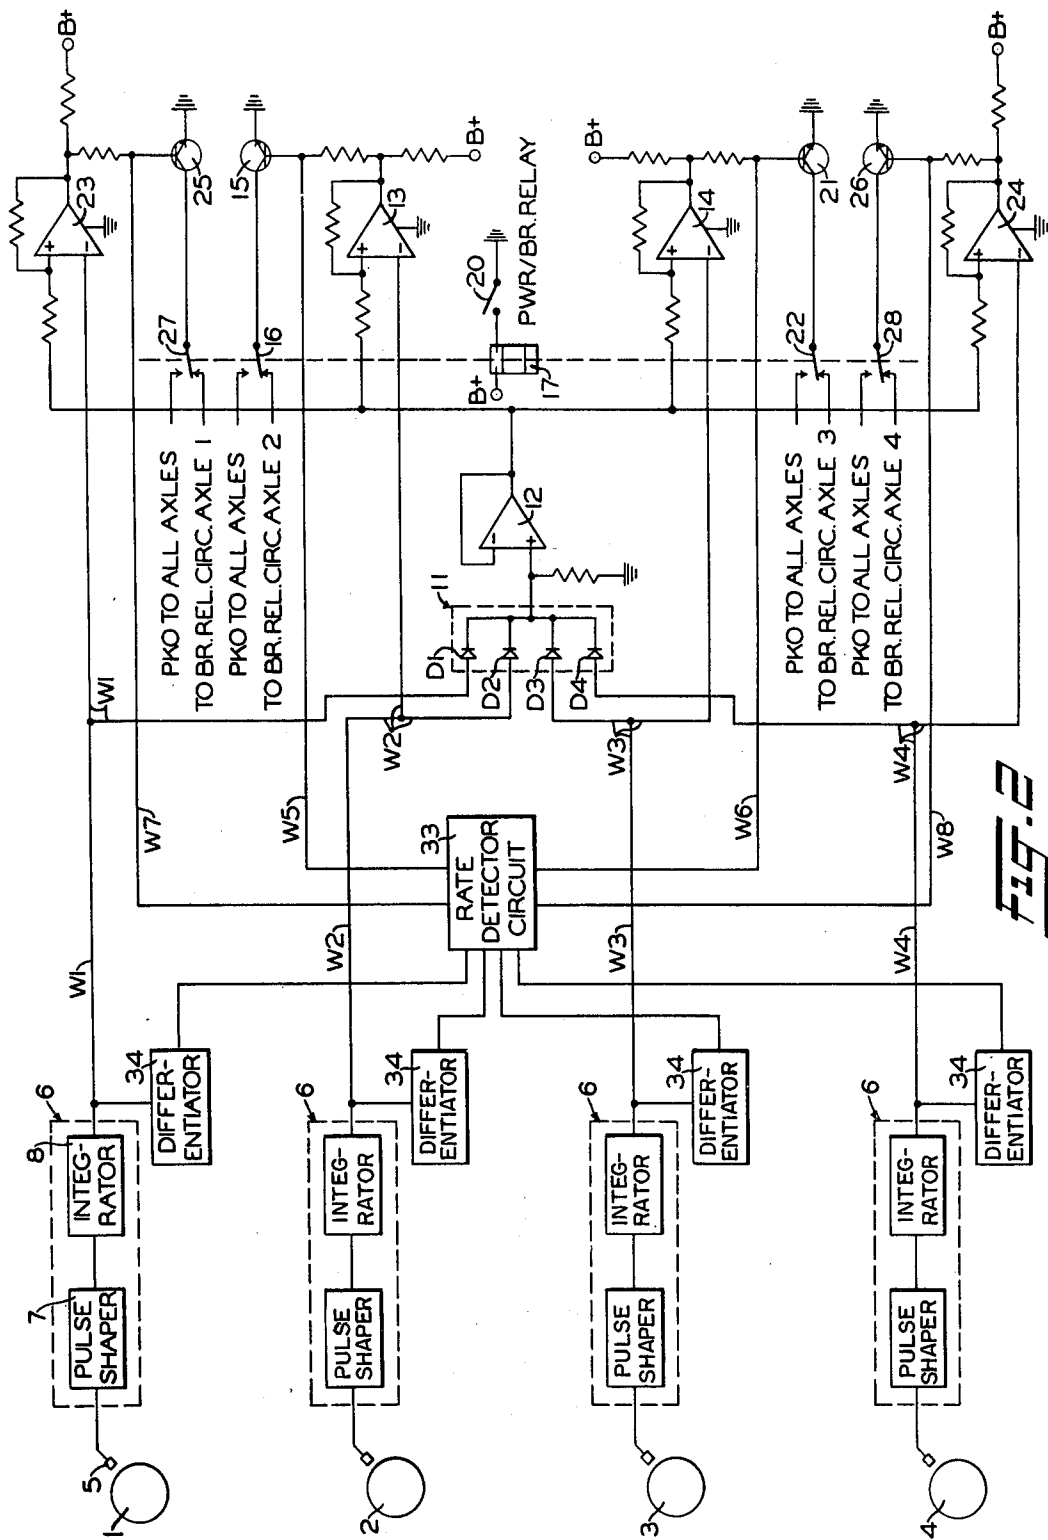 1
5
7
PULSE
SHAPER
8
INTEG-
RATOR
6
34
DIFFER-
ENTIATOR
W1
W1
W7
PKO TO ALL AXLES
TO BR. REL. CIRC. AXLE 1
PKO TO ALL AXLES
TO BR. REL. CIRC. AXLE 2
27
16
25
15
+
-
23
B+
2
PULSE
SHAPER
INTEG-
RATOR
6
34
DIFFER-
ENTIATOR
W2
W5
W2
+
-
13
B+
33
RATE
DETECTOR
CIRCUIT
11
D1
D2
D3
D4
-
+
12
B+
17
20
PWR/BR. RELAY
3
PULSE
SHAPER
INTEG-
RATOR
6
34
DIFFER-
ENTIATOR
W3
W3
W6
+
-
14
B+
PKO TO ALL AXLES
TO BR. REL. CIRC. AXLE 3
PKO TO ALL AXLES
TO BR. REL. CIRC. AXLE 4
22
28
21
26
4
PULSE
SHAPER
INTEG-
RATOR
6
34
DIFFER-
ENTIATOR
W4
W4
W8
+
-
24
B+
Fig. 2